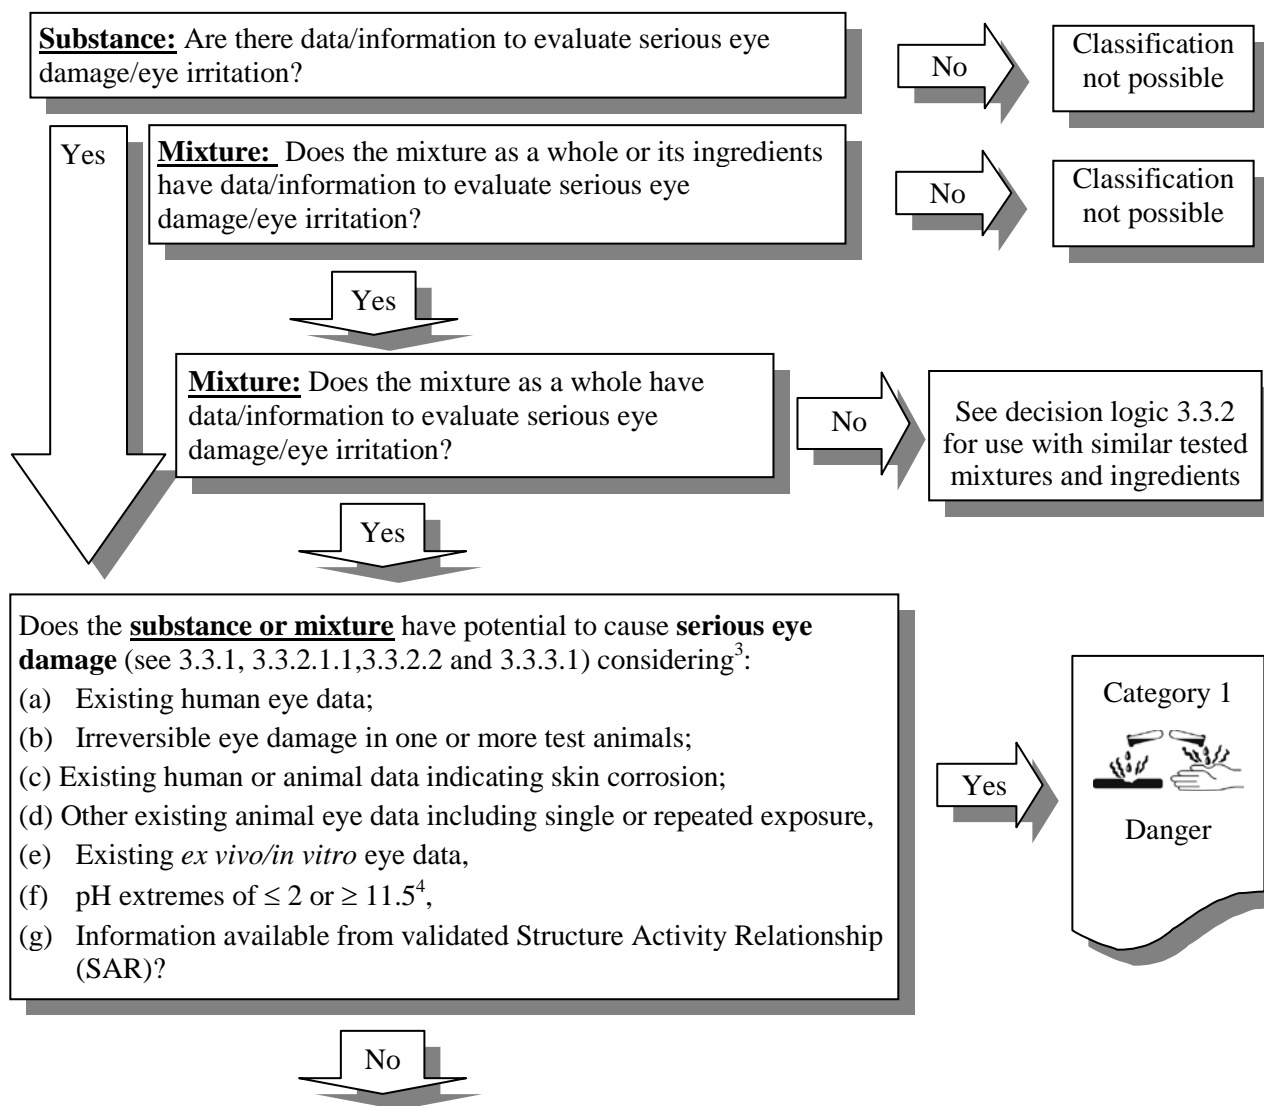 Substance: Are there data/information to evaluate serious eye
damage/eye irritation?
No
Classification
not possible
Yes
Mixture: Does the mixture as a whole or its ingredients
have data/information to evaluate serious eye
damage/eye irritation?
No
Classification
not possible
Yes
Mixture: Does the mixture as a whole have
data/information to evaluate serious eye
damage/eye irritation?
No
See decision logic 3.3.2
for use with similar tested
mixtures and ingredients
Yes
Does the substance or mixture have potential to cause serious eye
damage (see 3.3.1, 3.3.2.1.1,3.3.2.2 and 3.3.3.1) considering³:
(a) Existing human eye data;
(b) Irreversible eye damage in one or more test animals;
(c) Existing human or animal data indicating skin corrosion;
(d) Other existing animal eye data including single or repeated exposure,
(e) Existing ex vivo/in vitro eye data,
(f) pH extremes of ≤ 2 or ≥ 11.5⁴,
(g) Information available from validated Structure Activity Relationship
(SAR)?
Yes
Category 1
Danger
No